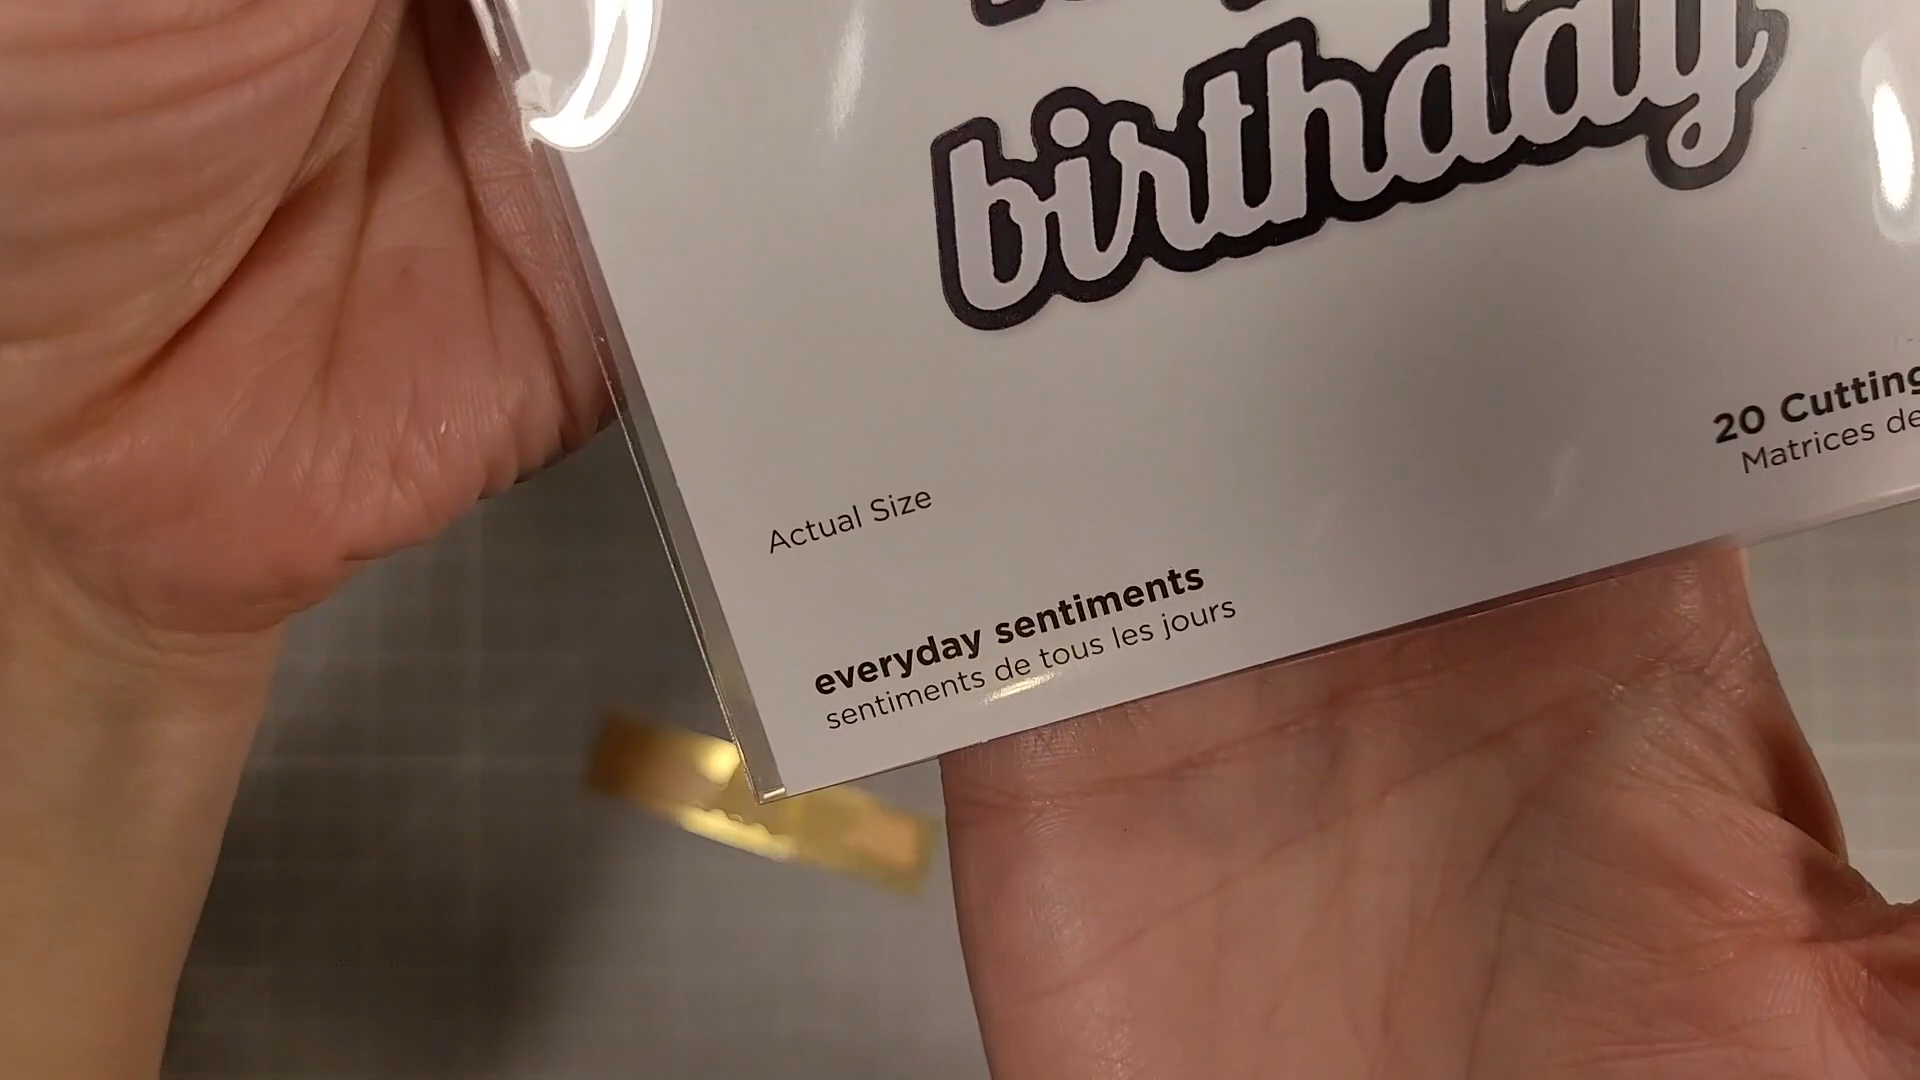 birthday
20 Cutting
Matrices de
Actual Size
everyday sentiments
sentiments de tous les jours